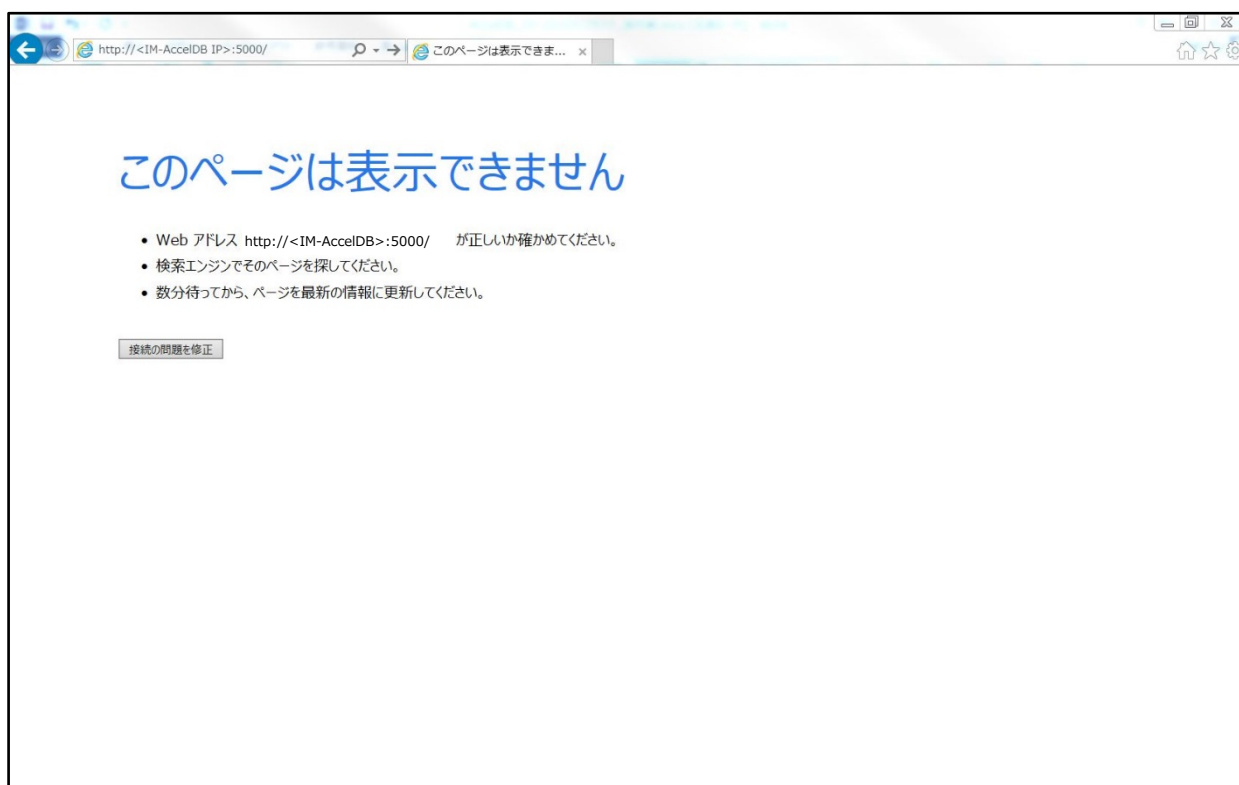 http://<IM-AccelDB IP>:5000/
このページは表示できま...
このページは表示できません
• Web アドレス http://<IM-AccelDB>:5000/ が正しいか確かめてください。
• 検索エンジンでそのページを探してください。
• 数分待ってから、ページを最新の情報に更新してください。
接続の問題を修正